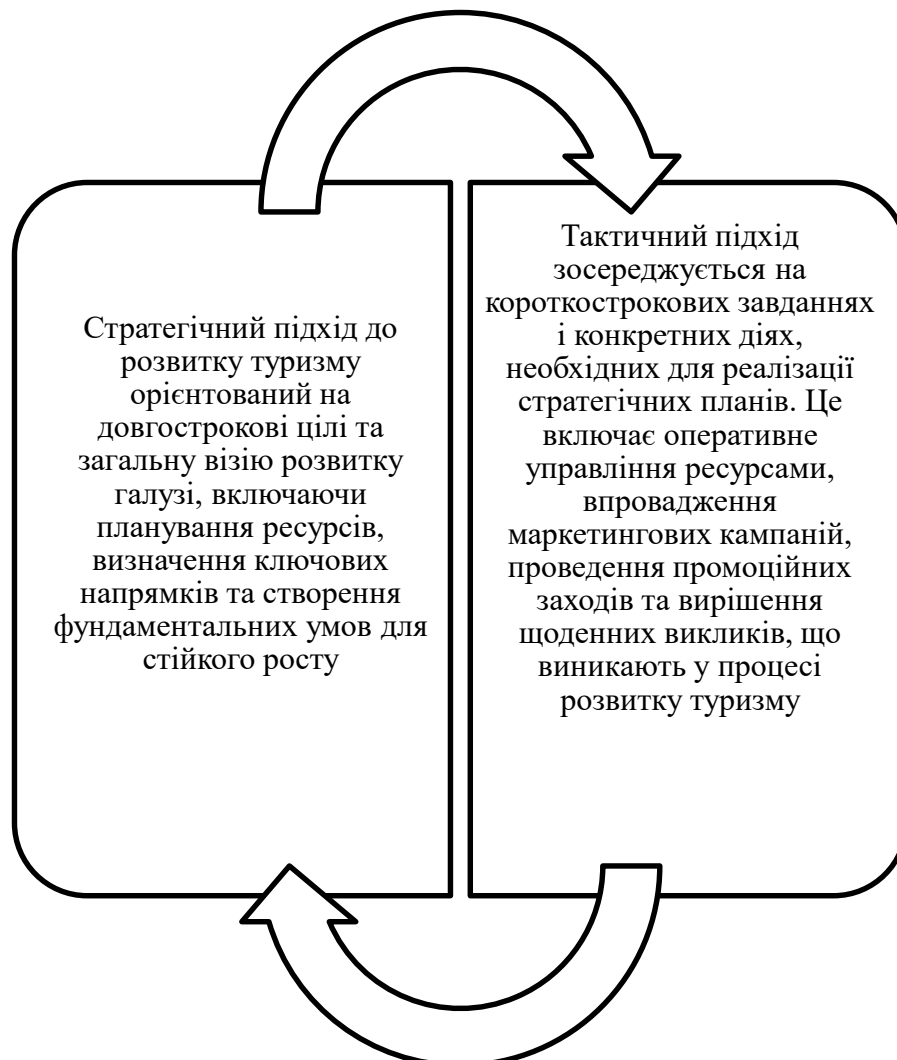 Стратегічний підхід до
розвитку туризму
орієнтований на
довгострокові цілі та
загальну візію розвитку
галузі, включаючи
планування ресурсів,
визначення ключових
напрямків та створення
фундаментальних умов для
стійкого росту
Тактичний підхід
зосереджується на
короткострокових завданнях
і конкретних діях,
необхідних для реалізації
стратегічних планів. Це
включає оперативне
управління ресурсами,
впровадження
маркетингових кампаній,
проведення промоційних
заходів та вирішення
щоденних викликів, що
виникають у процесі
розвитку туризму